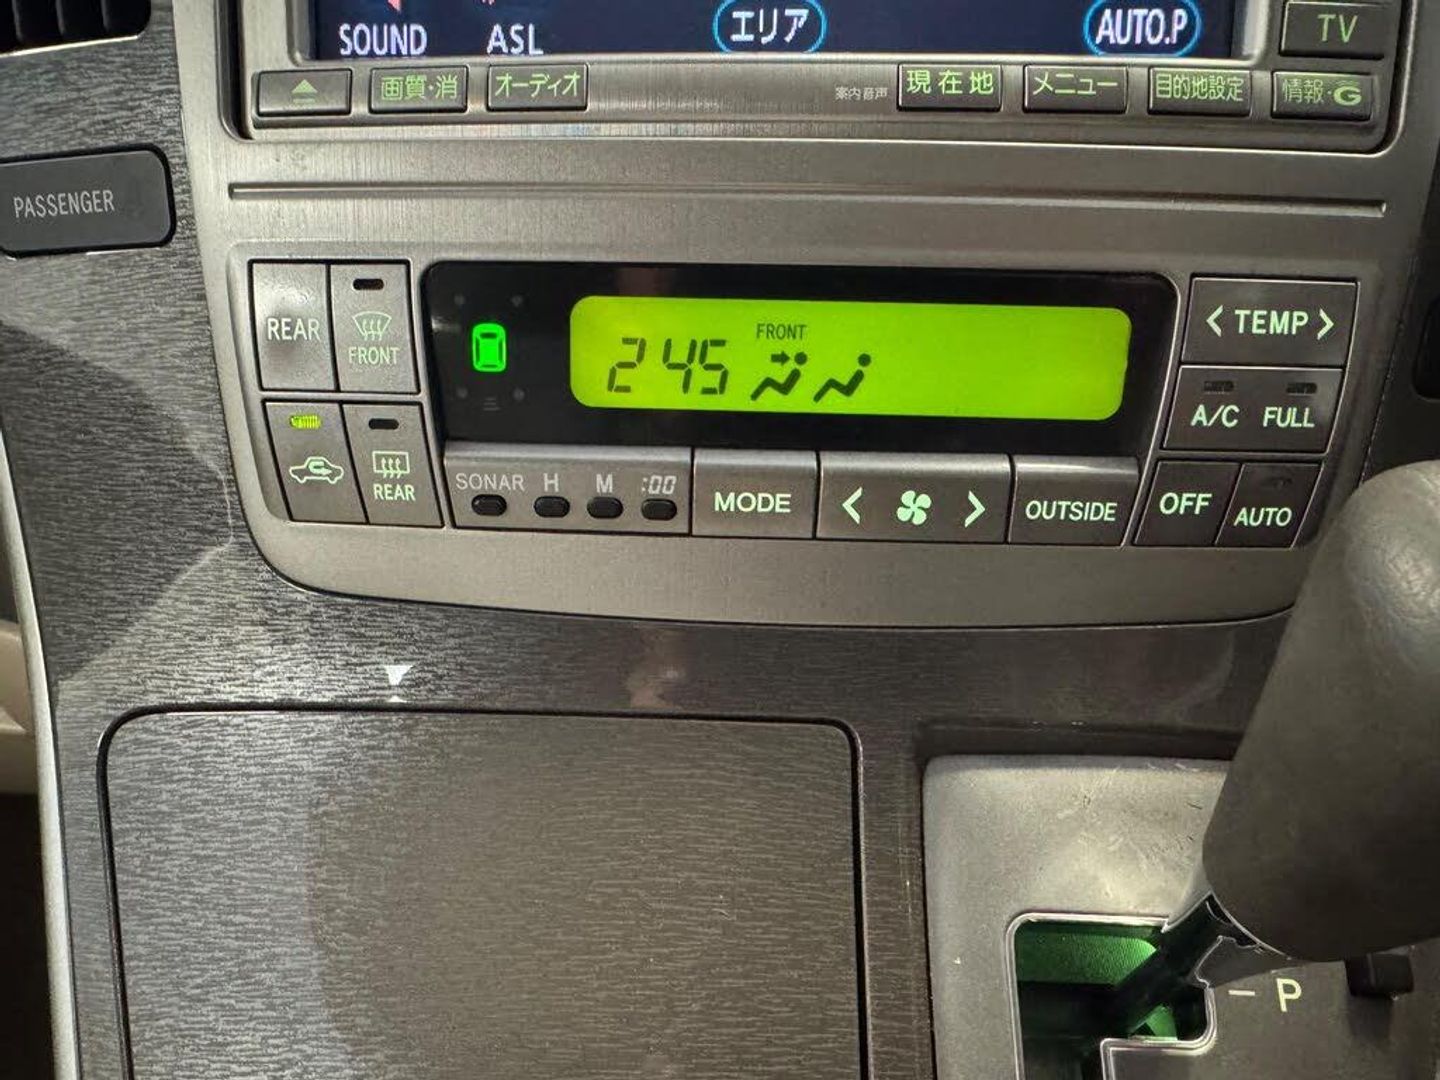 SOUND ASL エリア AUTO.P TV
画質・消 オーディオ 案内音声 現在地 メニュー 目的地設定 情報・G
PASSENGER
REAR FRONT
REAR
FRONT
245
<TEMP>
A/C FULL
SONAR H M :00
MODE < > OUTSIDE
OFF AUTO
– P